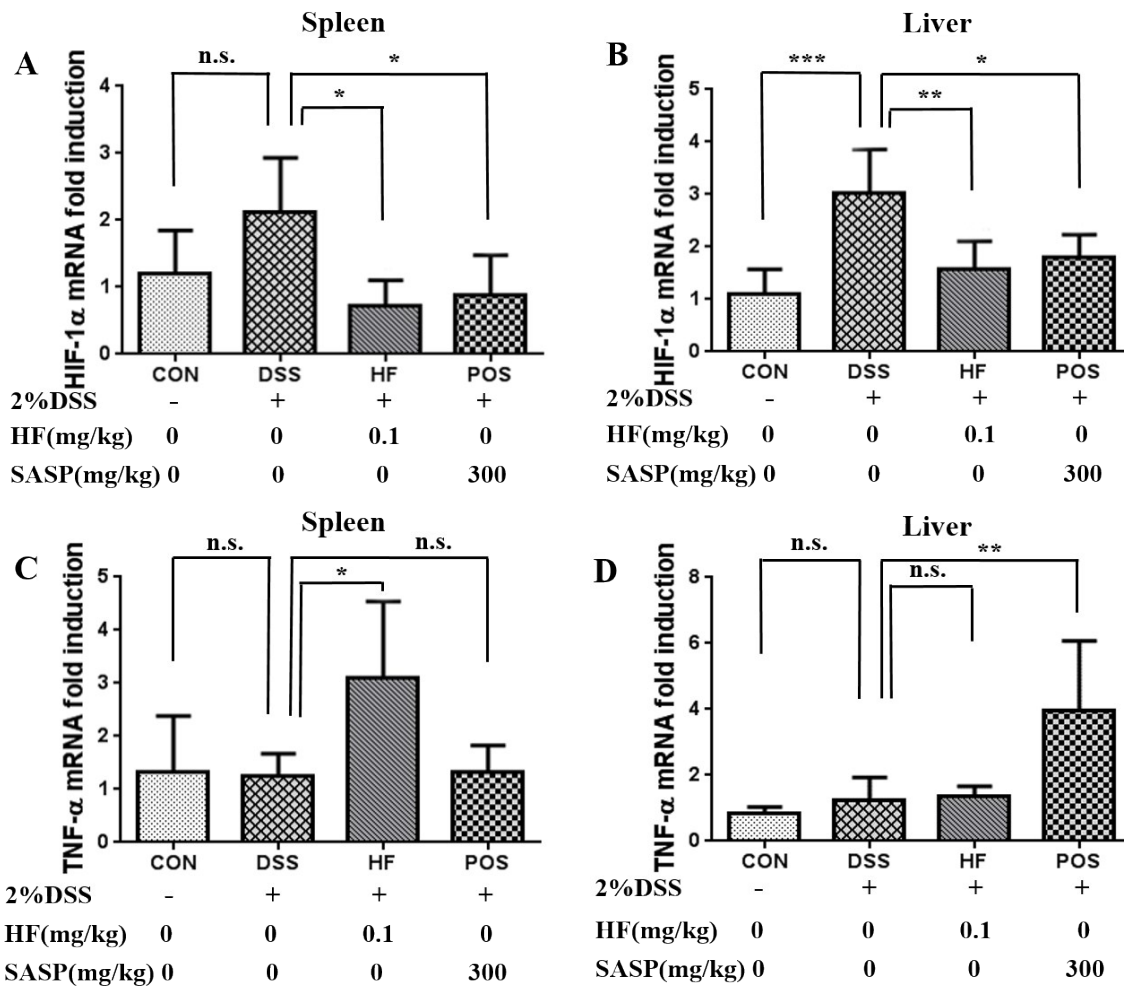 Spleen
A
n.s.
*
*
HIF-1α mRNA fold induction
4
3
2
1
0
CON DSS HF POS
2%DSS - + + +
HF(mg/kg) 0 0 0.1 0
SASP(mg/kg) 0 0 0 300
Liver
B
***
*
**
HIF-1α mRNA fold induction
5
4
3
2
1
0
CON DSS HF POS
2%DSS - + + +
HF(mg/kg) 0 0 0.1 0
SASP(mg/kg) 0 0 0 300
Spleen
C
n.s.
n.s.
*
TNF-α mRNA fold induction
5
4
3
2
1
0
CON DSS HF POS
2%DSS - + + +
HF(mg/kg) 0 0 0.1 0
SASP(mg/kg) 0 0 0 300
Liver
D
n.s.
**
n.s.
TNF-α mRNA fold induction
8
6
4
2
0
CON DSS HF POS
2%DSS - + + +
HF(mg/kg) 0 0 0.1 0
SASP(mg/kg) 0 0 0 300